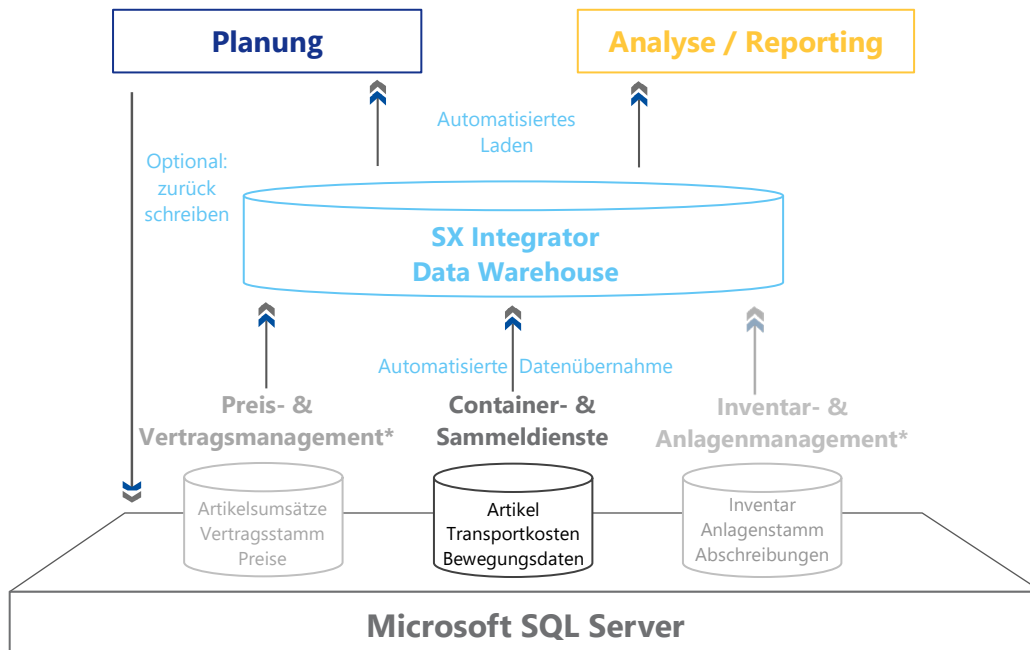 Planung
Analyse / Reporting
Automatisiertes
Laden
Optional:
zurück
schreiben
SX Integrator
Data Warehouse
Automatisierte Datenübernahme
Preis- &
Vertragsmanagement*
Container- &
Sammeldienste
Inventar- &
Anlagenmanagement*
Artikelsumsätze
Vertragsstamm
Preise
Artikel
Transportkosten
Bewegungsdaten
Inventar
Anlagenstamm
Abschreibungen
Microsoft SQL Server